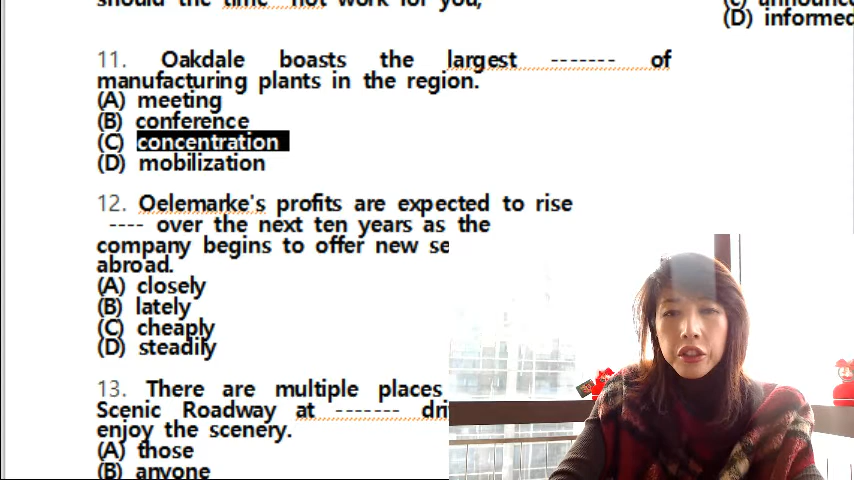 should the time not work for you,
(D) informed
11. Oakdale boasts the largest ------- of
manufacturing plants in the region.
(A) meeting
(B) conference
(C) concentration
(D) mobilization
12. Oelemarke's profits are expected to rise
---- over the next ten years as the
company begins to offer new se
abroad.
(A) closely
(B) lately
(C) cheaply
(D) steadily
13. There are multiple places
Scenic Roadway at ------- dri
enjoy the scenery.
(A) those
(B) anyone